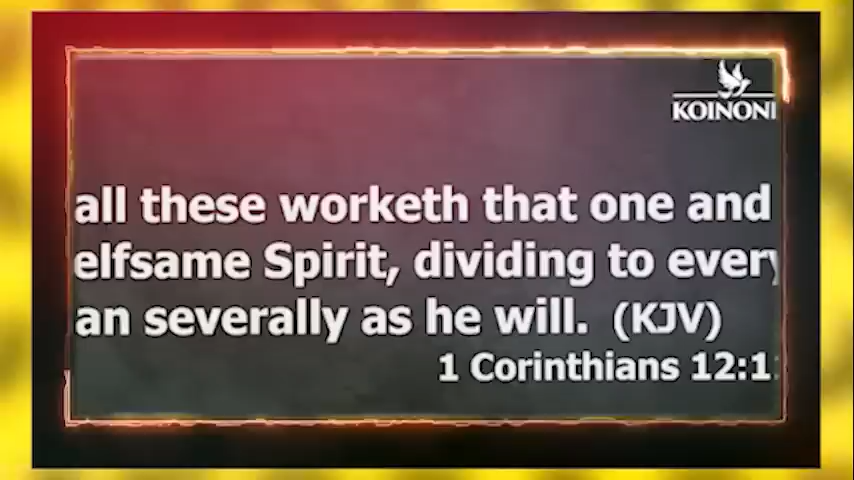 KOINONI
all these worketh that one and
elfsame Spirit, dividing to every
an severally as he will. (KJV)
1 Corinthians 12:1